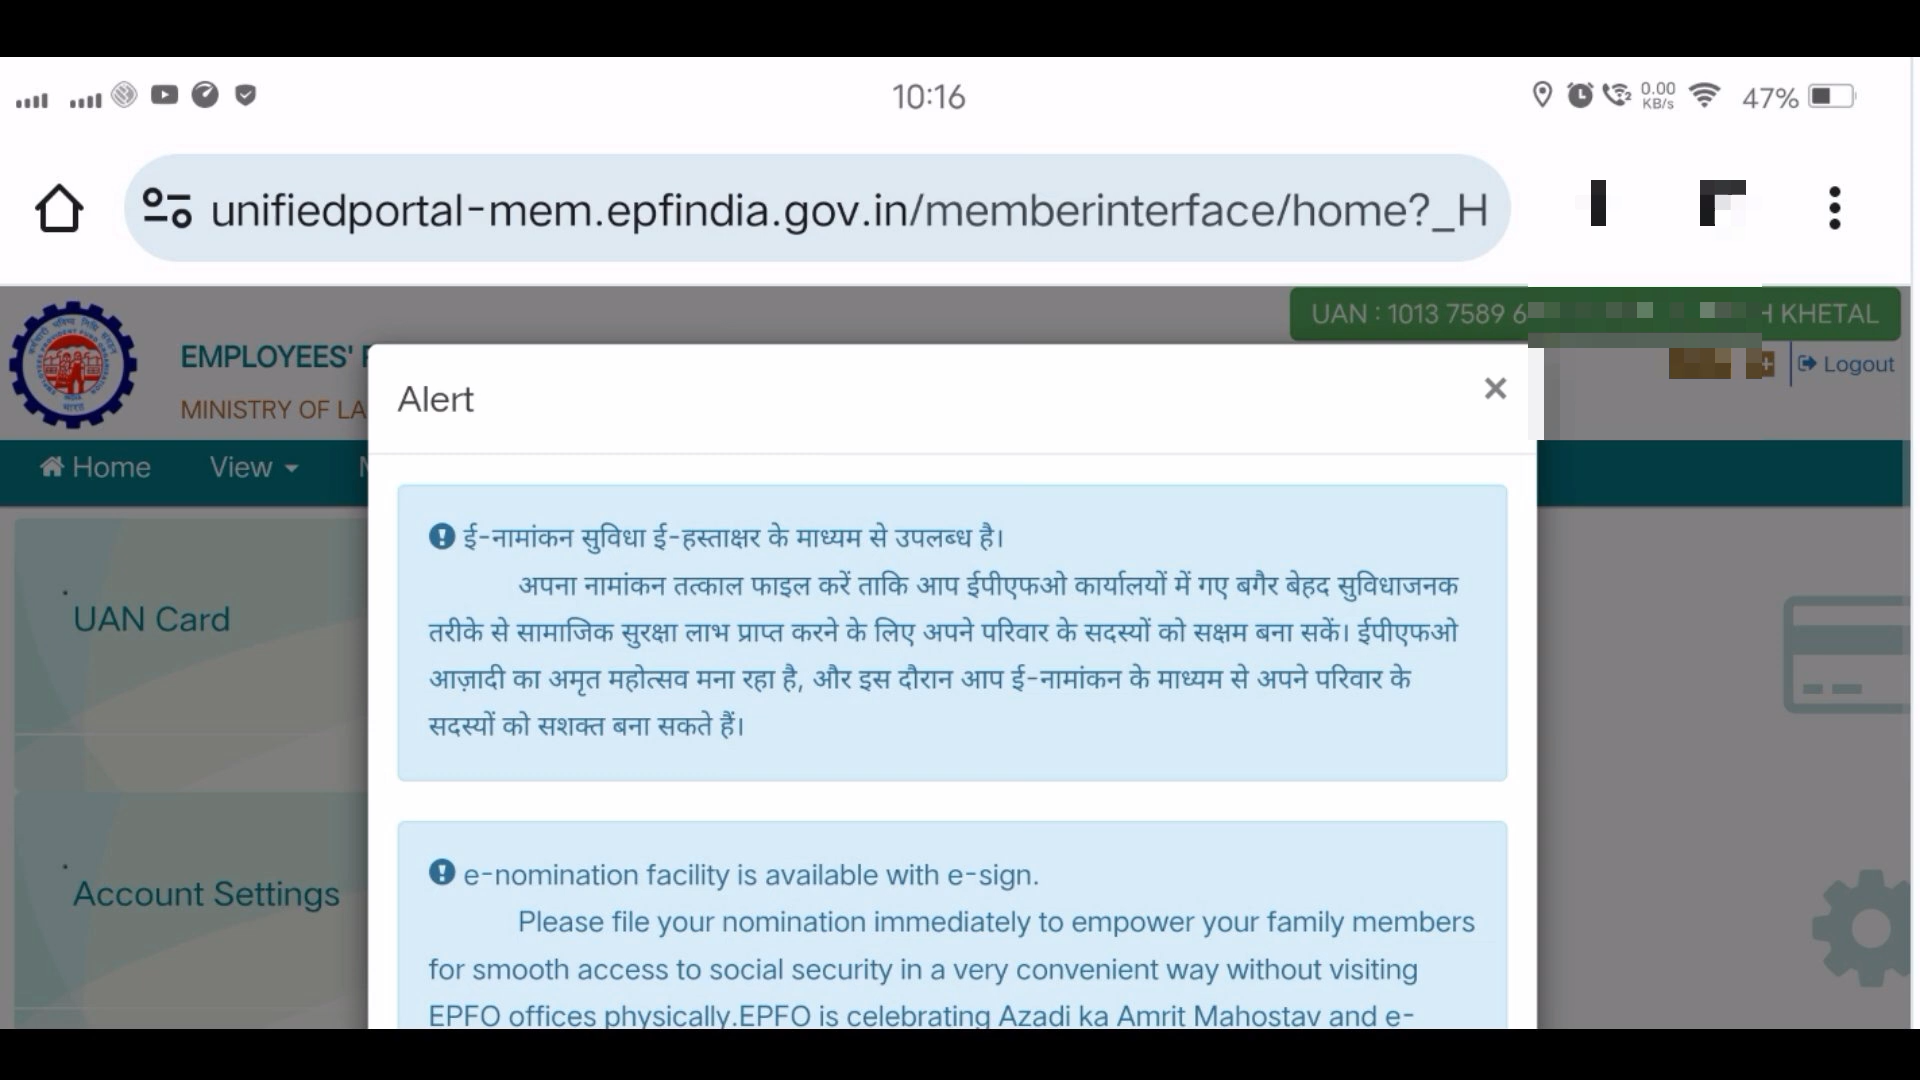 10:16
0.00
KB/s
47%
unifiedportal-mem.epfindia.gov.in/memberinterface/home?_H
UAN : 1013 7589 6
KHETAL
EMPLOYEES'
MINISTRY OF LA
Logout
Alert
Home
View
ई-नामांकन सुविधा ई-हस्ताक्षर के माध्यम से उपलब्ध है।
अपना नामांकन तत्काल फाइल करें ताकि आप ईपीएफओ कार्यालयों में गए बगैर बेहद सुविधाजनक
तरीके से सामाजिक सुरक्षा लाभ प्राप्त करने के लिए अपने परिवार के सदस्यों को सक्षम बना सकें। ईपीएफओ
आज़ादी का अमृत महोत्सव मना रहा है, और इस दौरान आप ई-नामांकन के माध्यम से अपने परिवार के
सदस्यों को सशक्त बना सकते हैं।
UAN Card
e-nomination facility is available with e-sign.
Please file your nomination immediately to empower your family members
for smooth access to social security in a very convenient way without visiting
EPFO offices physically.EPFO is celebrating Azadi ka Amrit Mahostav and e-
Account Settings